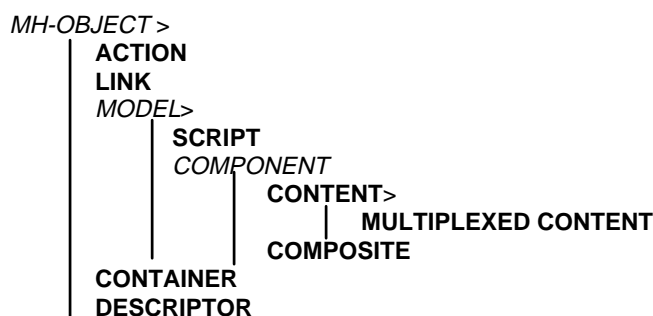 MH-OBJECT >
ACTION
LINK
MODEL>
SCRIPT
COMPONENT
CONTENT>
MULTIPLEXED CONTENT
COMPOSITE
CONTAINER
DESCRIPTOR